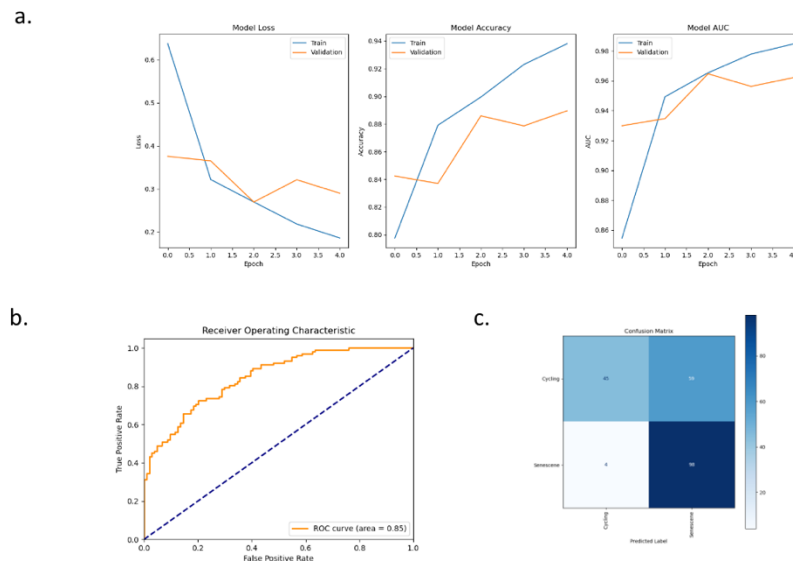 a.
Model Loss
Train
Validation
0.6
0.5
0.4
0.3
0.2
Loss
0.0 0.5 1.0 1.5 2.0 2.5 3.0 3.5 4.0
Epoch
Model Accuracy
Train
Validation
0.94
0.92
0.90
0.88
0.86
0.84
0.82
0.80
Accuracy
0.0 0.5 1.0 1.5 2.0 2.5 3.0 3.5 4.0
Epoch
Model AUC
Train
Validation
0.98
0.96
0.94
0.92
0.90
0.88
0.86
AUC
0.0 0.5 1.0 1.5 2.0 2.5 3.0 3.5 4.0
Epoch
b.
Receiver Operating Characteristic
1.0
0.8
0.6
0.4
0.2
0.0
True Positive Rate
ROC curve (area = 0.85)
0.0 0.2 0.4 0.6 0.8 1.0
False Positive Rate
c.
Confusion Matrix
Cycling
Senescene
Cycling
Senescene
Predicted Label
80
60
40
20